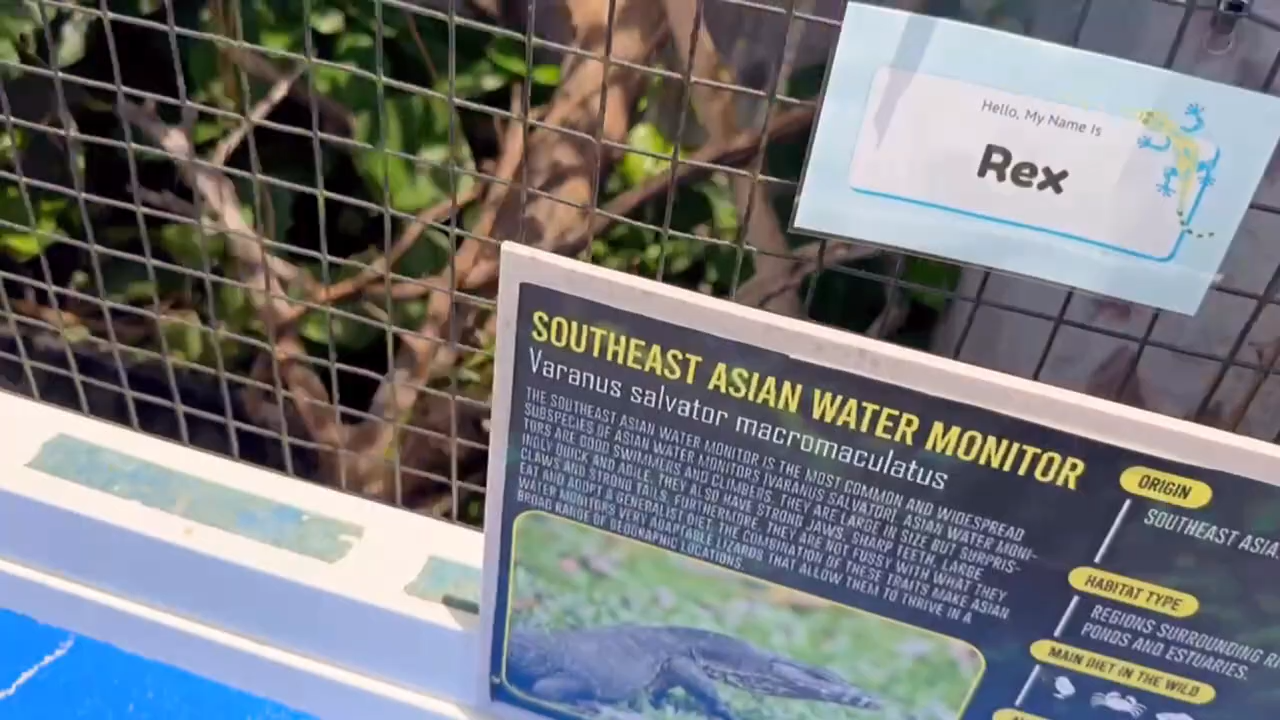 Hello, My Name Is
Rex
SOUTHEAST ASIAN WATER MONITOR
Varanus salvator macromaculatus
THE SOUTHEAST ASIAN WATER MONITOR IS THE MOST COMMON AND WIDESPREAD
SUBSPECIES OF ASIAN WATER MONITORS (VARANUS SALVATOR). ASIAN WATER MONI-
TORS ARE GOOD SWIMMERS AND CLIMBERS. THEY ARE LARGE IN SIZE BUT SURPRIS-
INGLY QUICK AND AGILE. THEY ALSO HAVE STRONG JAWS, SHARP TEETH, LARGE
CLAWS AND STRONG TAILS. FURTHERMORE, THEY ARE NOT FUSSY WITH WHAT THEY
EAT AND ADOPT A GENERALIST DIET. THE COMBINATION OF THESE TRAITS MAKE ASIAN
WATER MONITORS VERY ADAPTABLE LIZARDS THAT ALLOW THEM TO THRIVE IN A
BROAD RANGE OF GEOGRAPHIC LOCATIONS.
ORIGIN
SOUTHEAST ASIA
HABITAT TYPE
REGIONS SURROUNDING
PONDS AND ESTUARIES.
MAIN DIET IN THE WILD